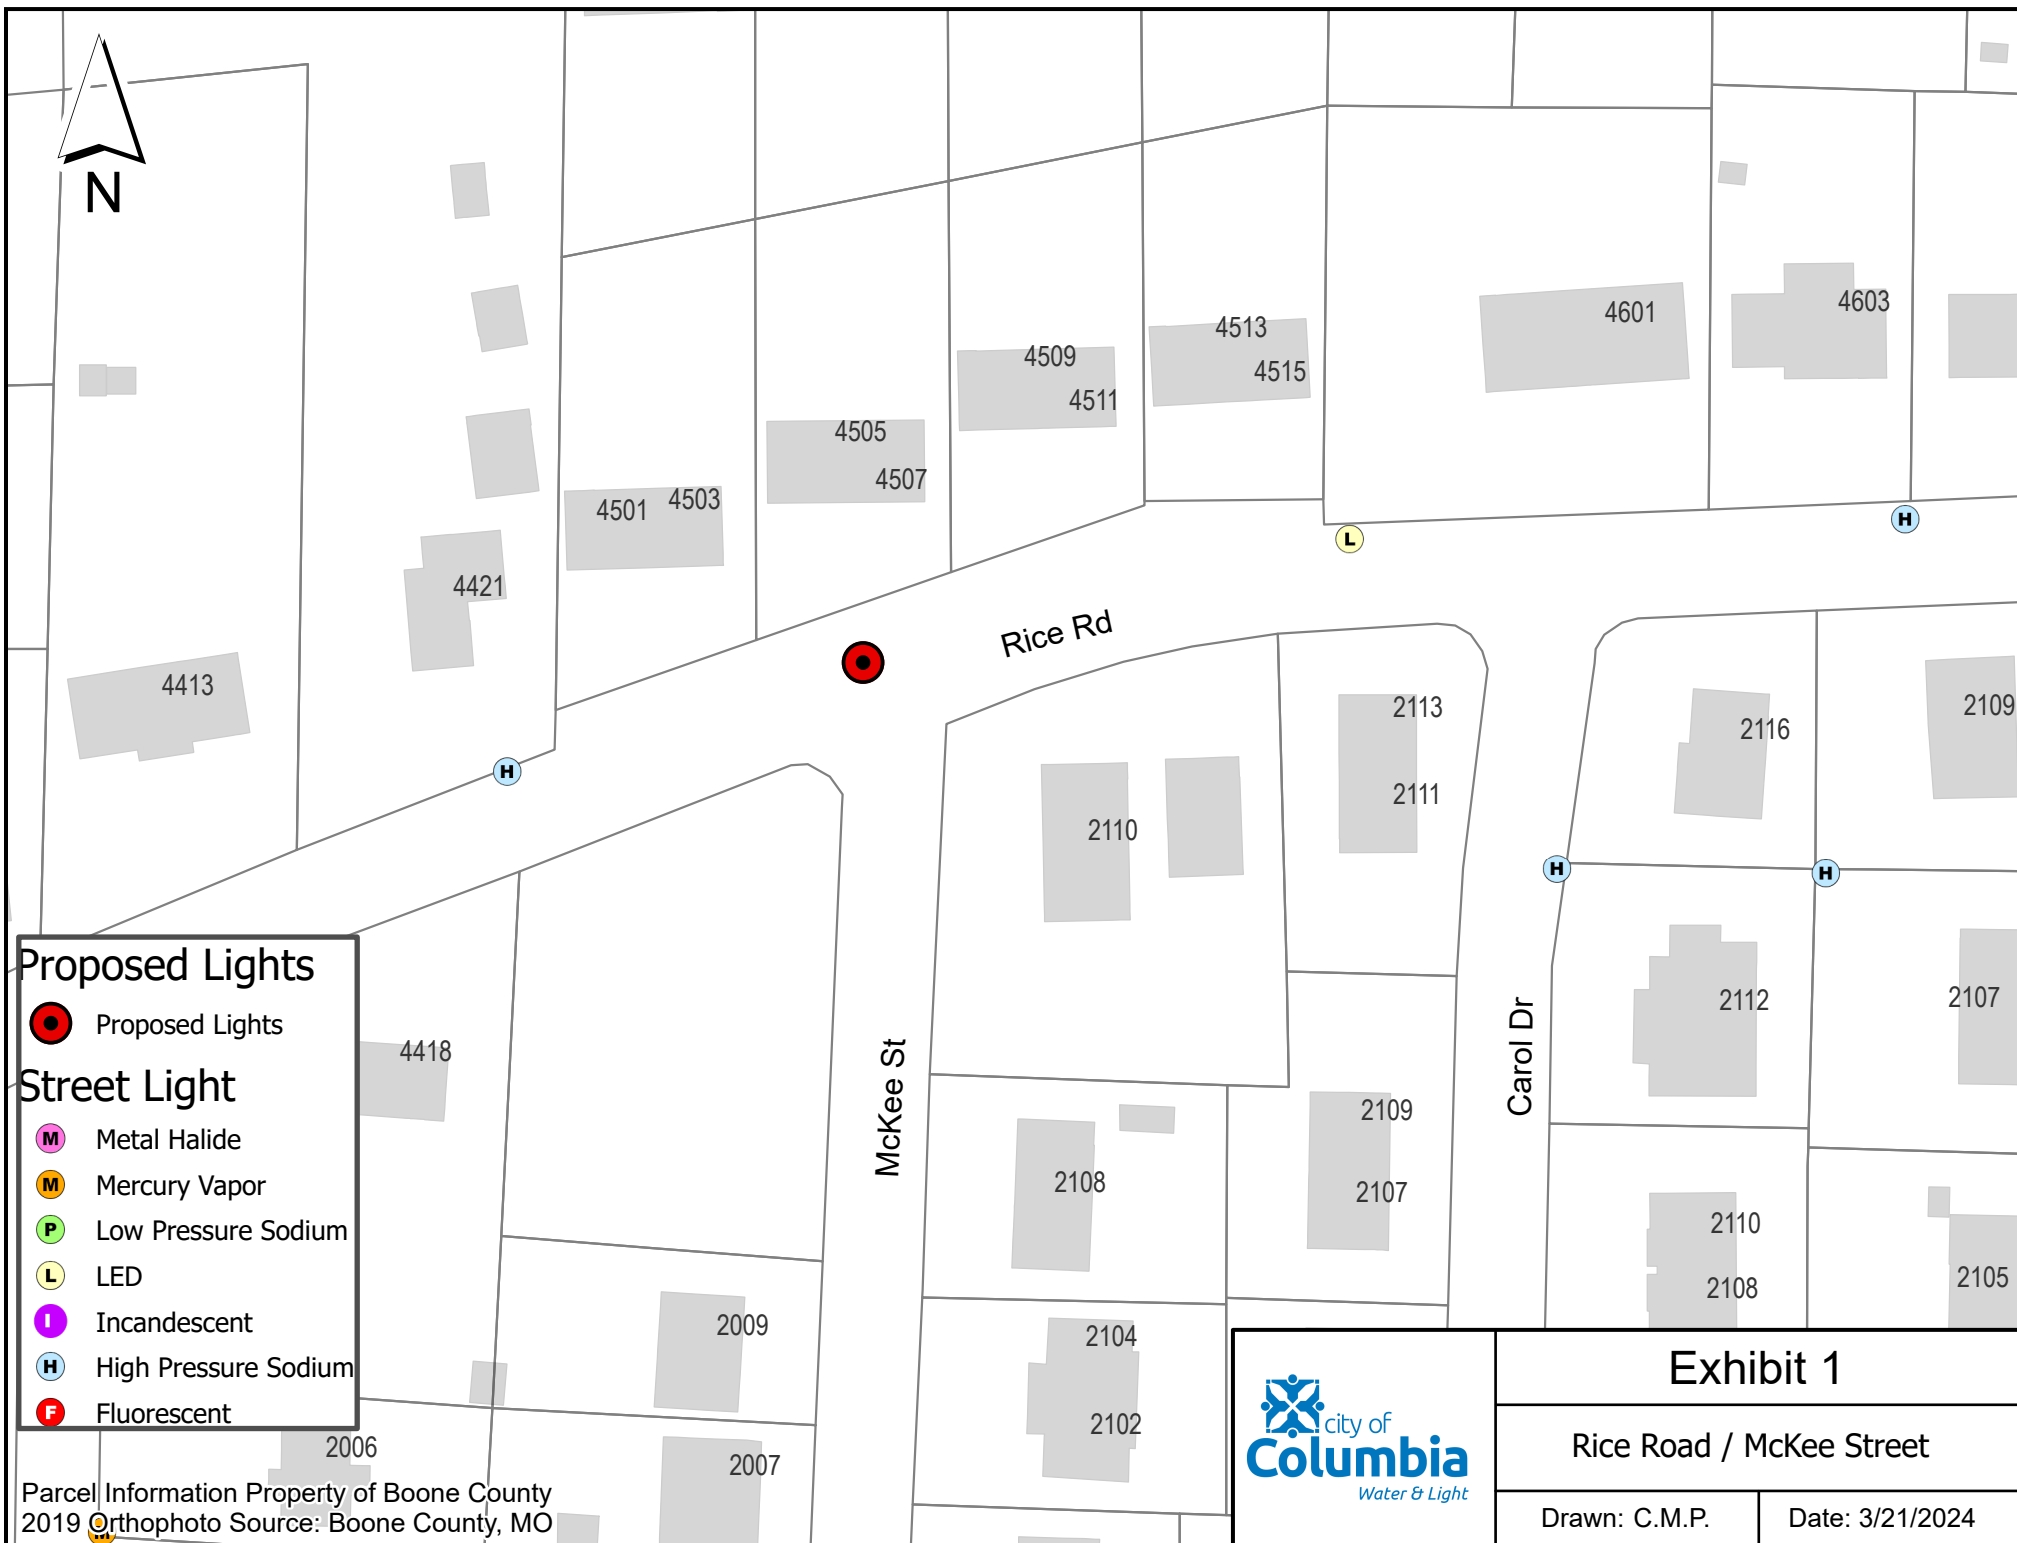 N
4601
4603
4513
4515
4509
4511
4505
4507
4501
4503
H
L
4421
Rice Rd
4413
2113
2109
2116
H
2111
2110
H
H
Proposed Lights
Proposed Lights
Street Light
M Metal Halide
M Mercury Vapor
P Low Pressure Sodium
L LED
I Incandescent
H High Pressure Sodium
F Fluorescent
4418
McKee St
Carol Dr
2112
2107
2109
2107
2108
2110
2108
2105
2009
2104
2102
2006
2007
Parcel Information Property of Boone County
2019 Orthophoto Source: Boone County, MO
M
city of
Columbia
Water & Light
Exhibit 1
Rice Road / McKee Street
Drawn: C.M.P.
Date: 3/21/2024